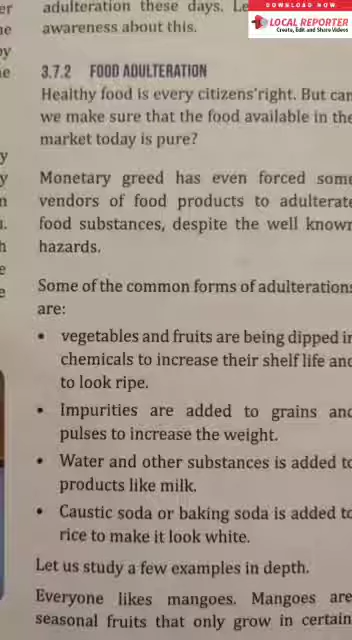 DOWNLOAD NOW
LOCAL REPORTER
Create, Edit and Share Videos
adulteration these days.
awareness about this.
3.7.2 FOOD ADULTERATION
Healthy food is every citizens'right. But can
we make sure that the food available in the
market today is pure?
Monetary greed has even forced some
vendors of food products to adulterate
food substances, despite the well known
hazards.
Some of the common forms of adulterations
are:
• vegetables and fruits are being dipped in
chemicals to increase their shelf life and
to look ripe.
• Impurities are added to grains and
pulses to increase the weight.
• Water and other substances is added to
products like milk.
• Caustic soda or baking soda is added to
rice to make it look white.
Let us study a few examples in depth.
Everyone likes mangoes. Mangoes are
seasonal fruits that only grow in certain